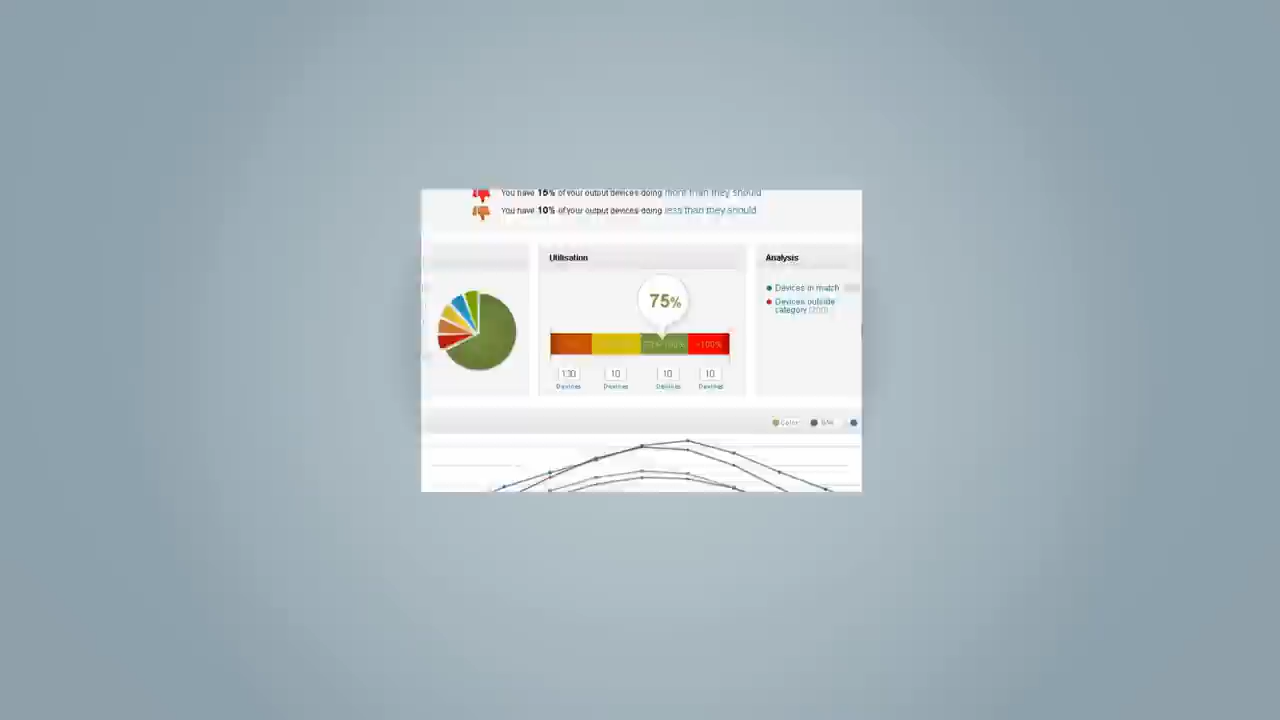 You have 15% of your output devices doing more than they should
You have 10% of your output devices doing less than they should
Utilisation
Analysis
75%
Devices in match
Devices outside
category (200)
>100%
130
10
10
10
Devices
Devices
Devices
Devices
Color
B/W